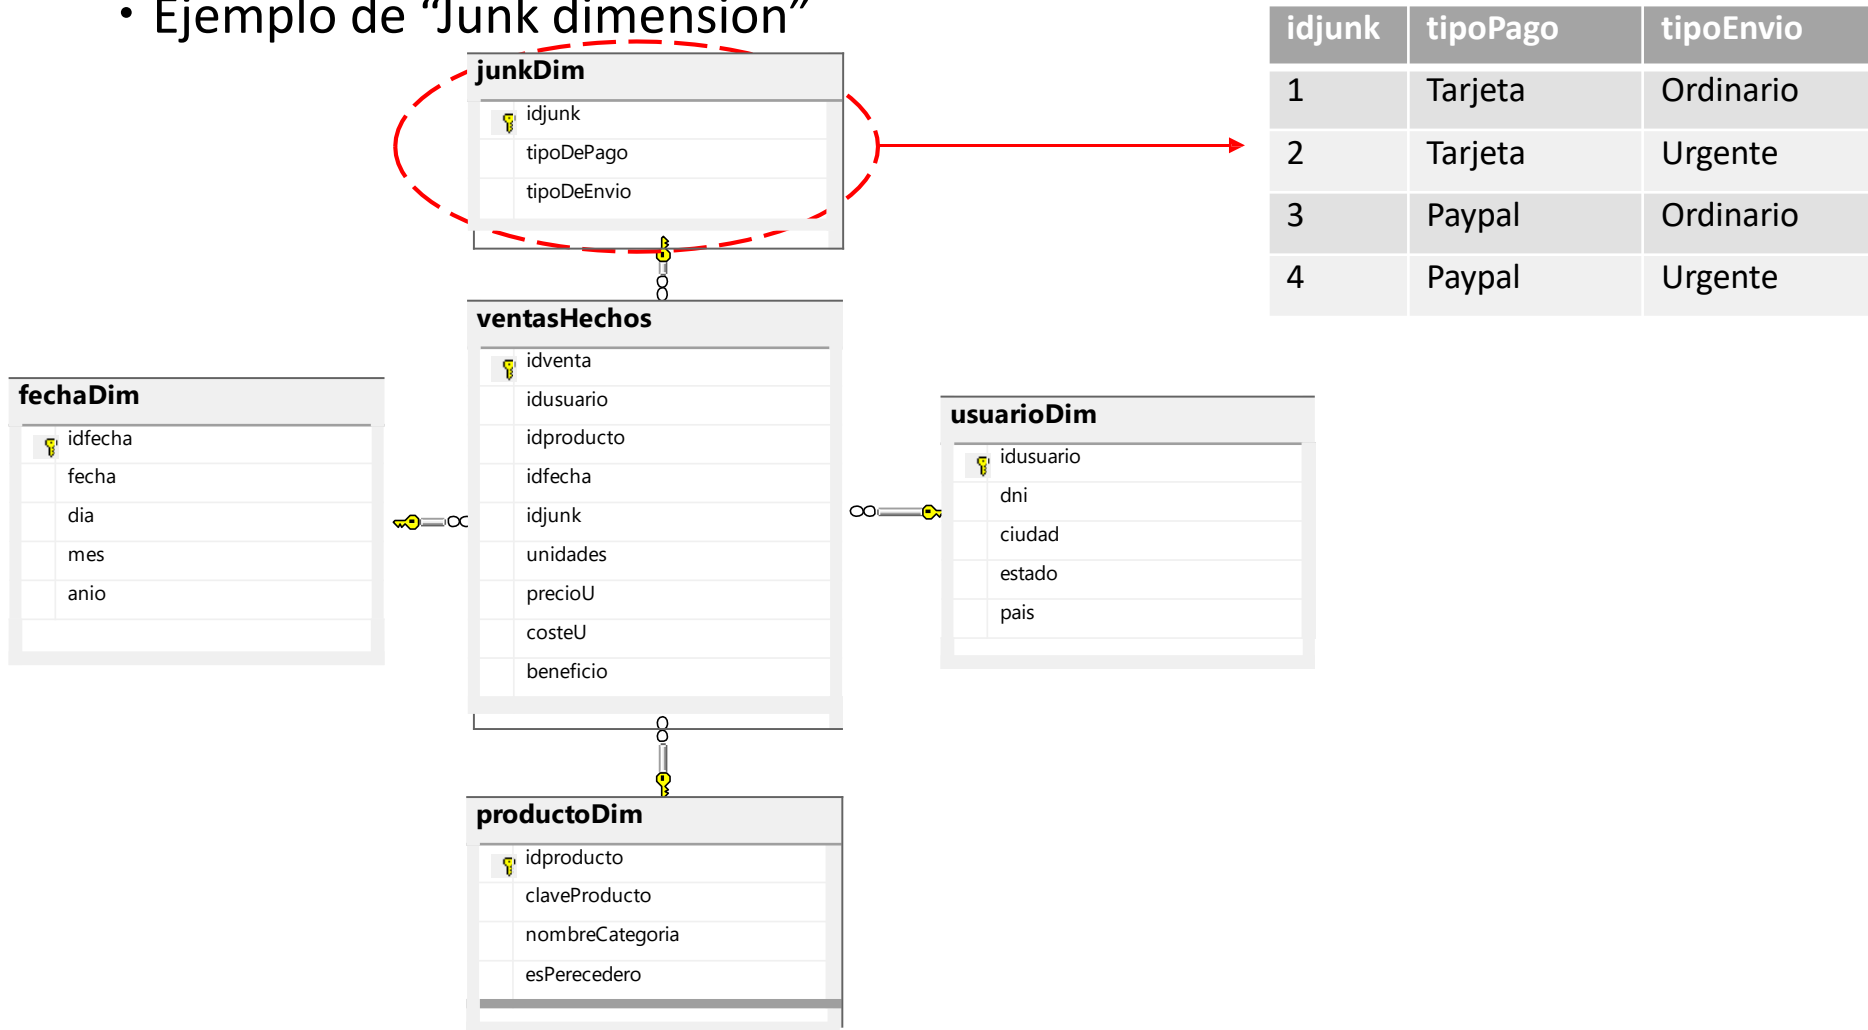 • Ejemplo de “Junk dimension”
idjunk tipoPago tipoEnvio
1 Tarjeta Ordinario
2 Tarjeta Urgente
3 Paypal Ordinario
4 Paypal Urgente
junkDim
idjunk
tipoDePago
tipoDeEnvio
ventasHechos
idventa
idusuario
idproducto
idfecha
idjunk
unidades
precioU
costeU
beneficio
fechaDim
idfecha
fecha
dia
mes
anio
usuarioDim
idusuario
dni
ciudad
estado
pais
productoDim
idproducto
claveProducto
nombreCategoria
esPerecedero